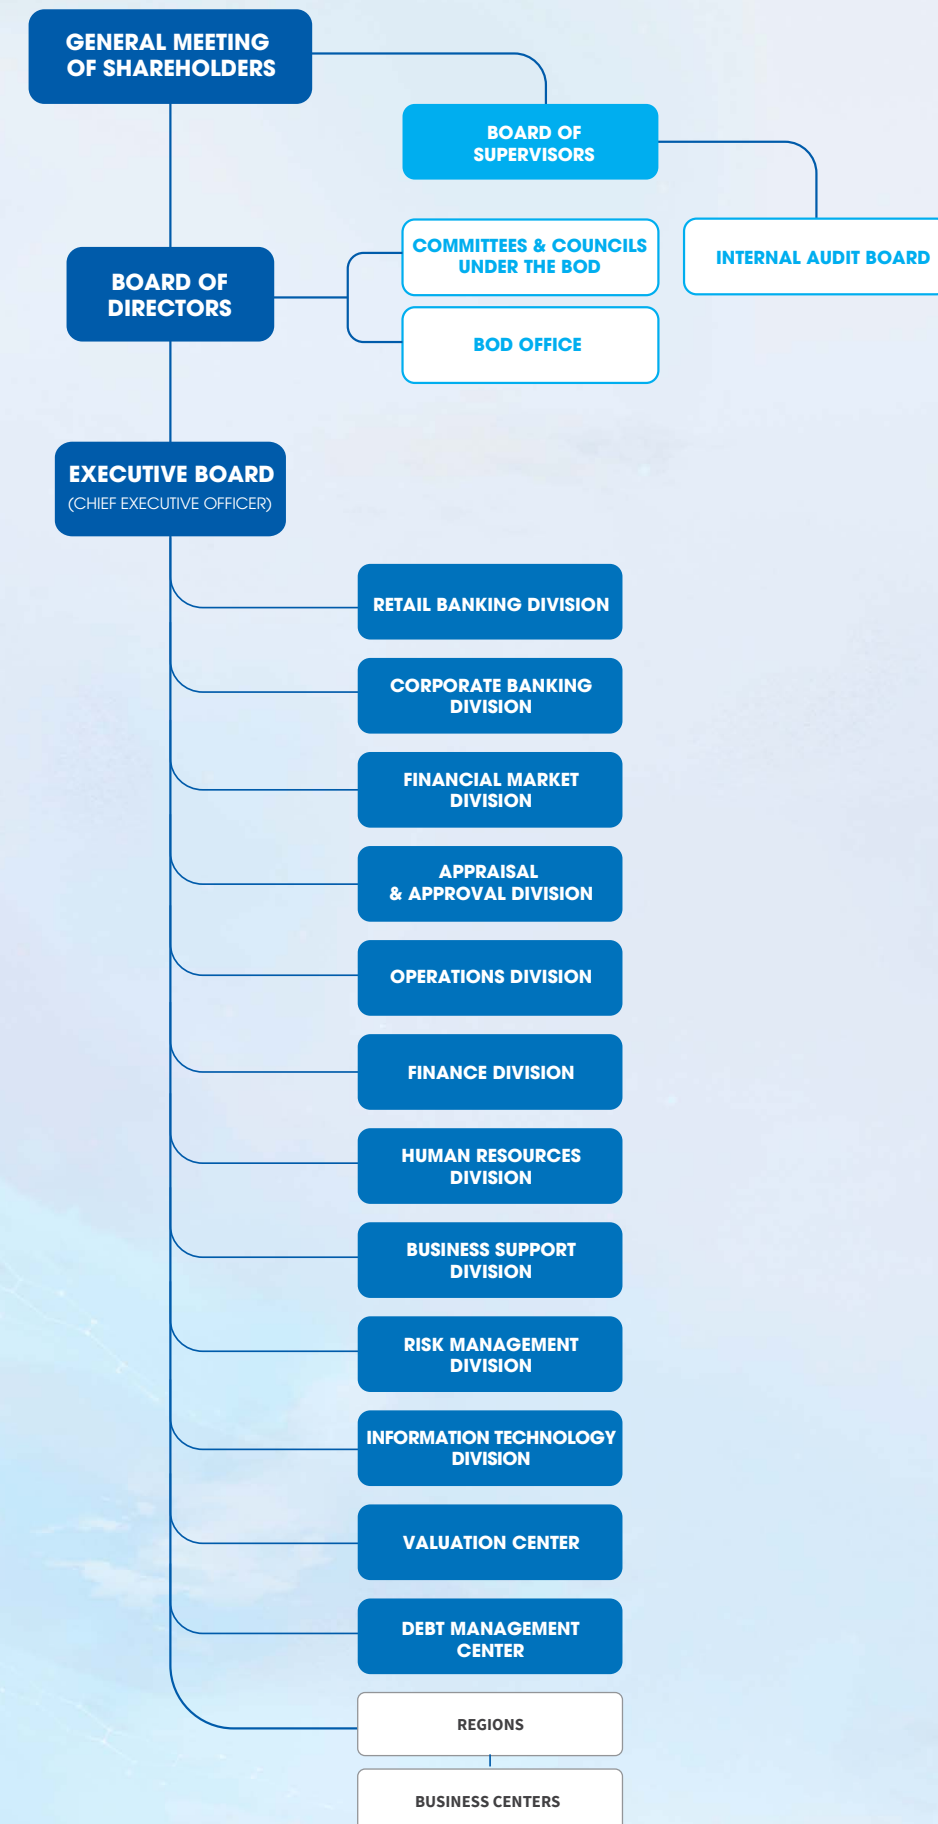 GENERAL MEETING
OF SHAREHOLDERS
BOARD OF
SUPERVISORS
COMMITTEES & COUNCILS
UNDER THE BOD
INTERNAL AUDIT BOARD
BOARD OF
DIRECTORS
BOD OFFICE
EXECUTIVE BOARD
(CHIEF EXECUTIVE OFFICER)
RETAIL BANKING DIVISION
CORPORATE BANKING
DIVISION
FINANCIAL MARKET
DIVISION
APPRAISAL
& APPROVAL DIVISION
OPERATIONS DIVISION
FINANCE DIVISION
HUMAN RESOURCES
DIVISION
BUSINESS SUPPORT
DIVISION
RISK MANAGEMENT
DIVISION
INFORMATION TECHNOLOGY
DIVISION
VALUATION CENTER
DEBT MANAGEMENT
CENTER
REGIONS
BUSINESS CENTERS